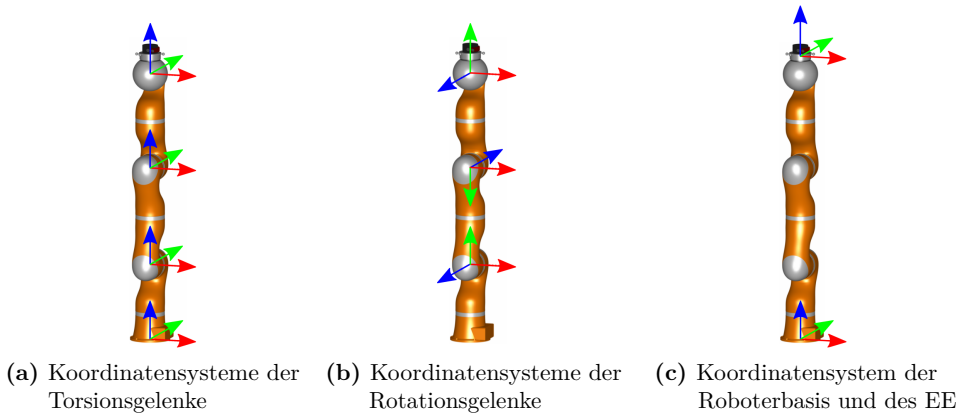 (a) Koordinatensysteme der
Torsionsgelenke
(b) Koordinatensysteme der
Rotationsgelenke
(c) Koordinatensystem der
Roboterbasis und des EE